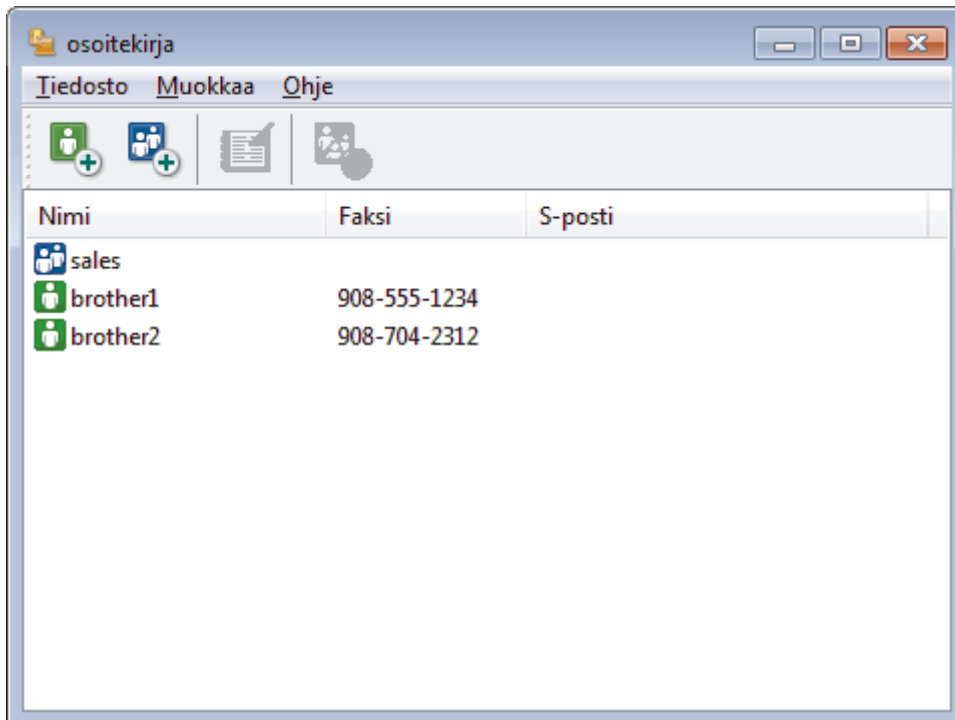 osoitekirja
Tiedosto Muokkaa Ohje
Nimi Faksi S-posti
sales
brother1 908-555-1234
brother2 908-704-2312